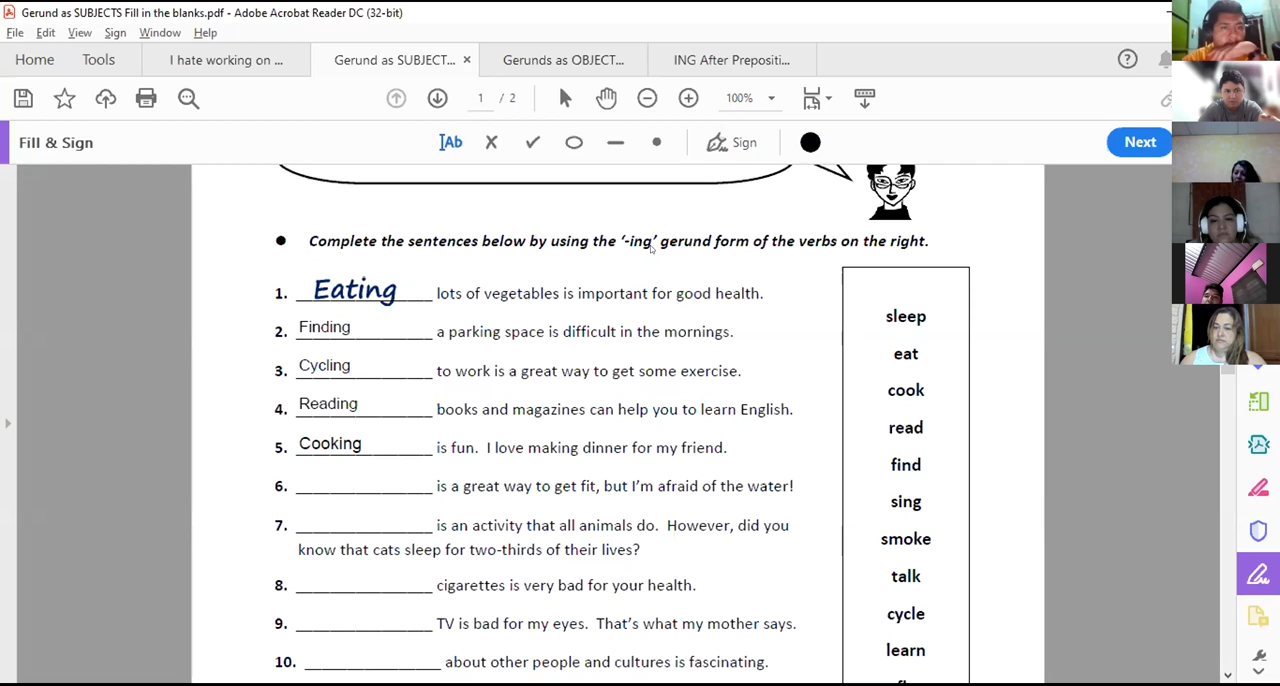 Gerund as SUBJECTS Fill in the blanks.pdf - Adobe Acrobat Reader DC (32-bit)
File Edit View Sign Window Help
Home Tools I hate working on ... Gerund as SUBJECT... × Gerunds as OBJECT... ING After Prepositi...
1 / 2 100%
Fill & Sign Ab Sign Next
● Complete the sentences below by using the ‘-ing’ gerund form of the verbs on the right.
1. Eating lots of vegetables is important for good health.
2. Finding a parking space is difficult in the mornings.
3. Cycling to work is a great way to get some exercise.
4. Reading books and magazines can help you to learn English.
5. Cooking is fun. I love making dinner for my friend.
6. ________________ is a great way to get fit, but I’m afraid of the water!
7. ________________ is an activity that all animals do. However, did you
know that cats sleep for two-thirds of their lives?
8. ________________ cigarettes is very bad for your health.
9. ________________ TV is bad for my eyes. That’s what my mother says.
10. ________________ about other people and cultures is fascinating.
sleep
eat
cook
read
find
sing
smoke
talk
cycle
learn